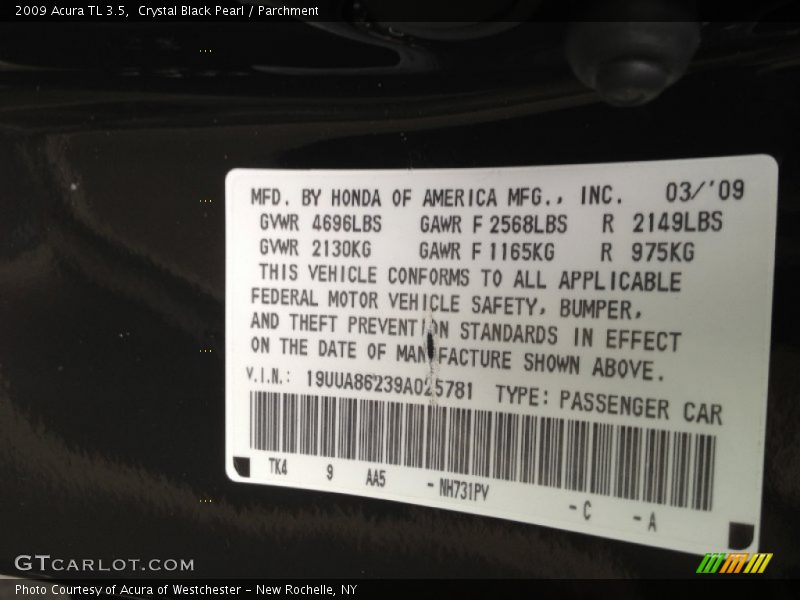 2009 Acura TL 3.5,  Crystal Black Pearl / Parchment
MFD. BY HONDA OF AMERICA MFG., INC. 03/'09
GVWR 4696LBS GAWR F 2568LBS R 2149LBS
GVWR 2130KG GAWR F 1165KG R 975KG
THIS VEHICLE CONFORMS TO ALL APPLICABLE
FEDERAL MOTOR VEHICLE SAFETY, BUMPER,
AND THEFT PREVENTION STANDARDS IN EFFECT
ON THE DATE OF MANUFACTURE SHOWN ABOVE.
V.I.N.: 19UUA86239A025781 TYPE: PASSENGER CAR
TK4 9 AA5 -NH731PV -C -A
GTCARLOT.COM
Photo Courtesy of Acura of Westchester - New Rochelle, NY